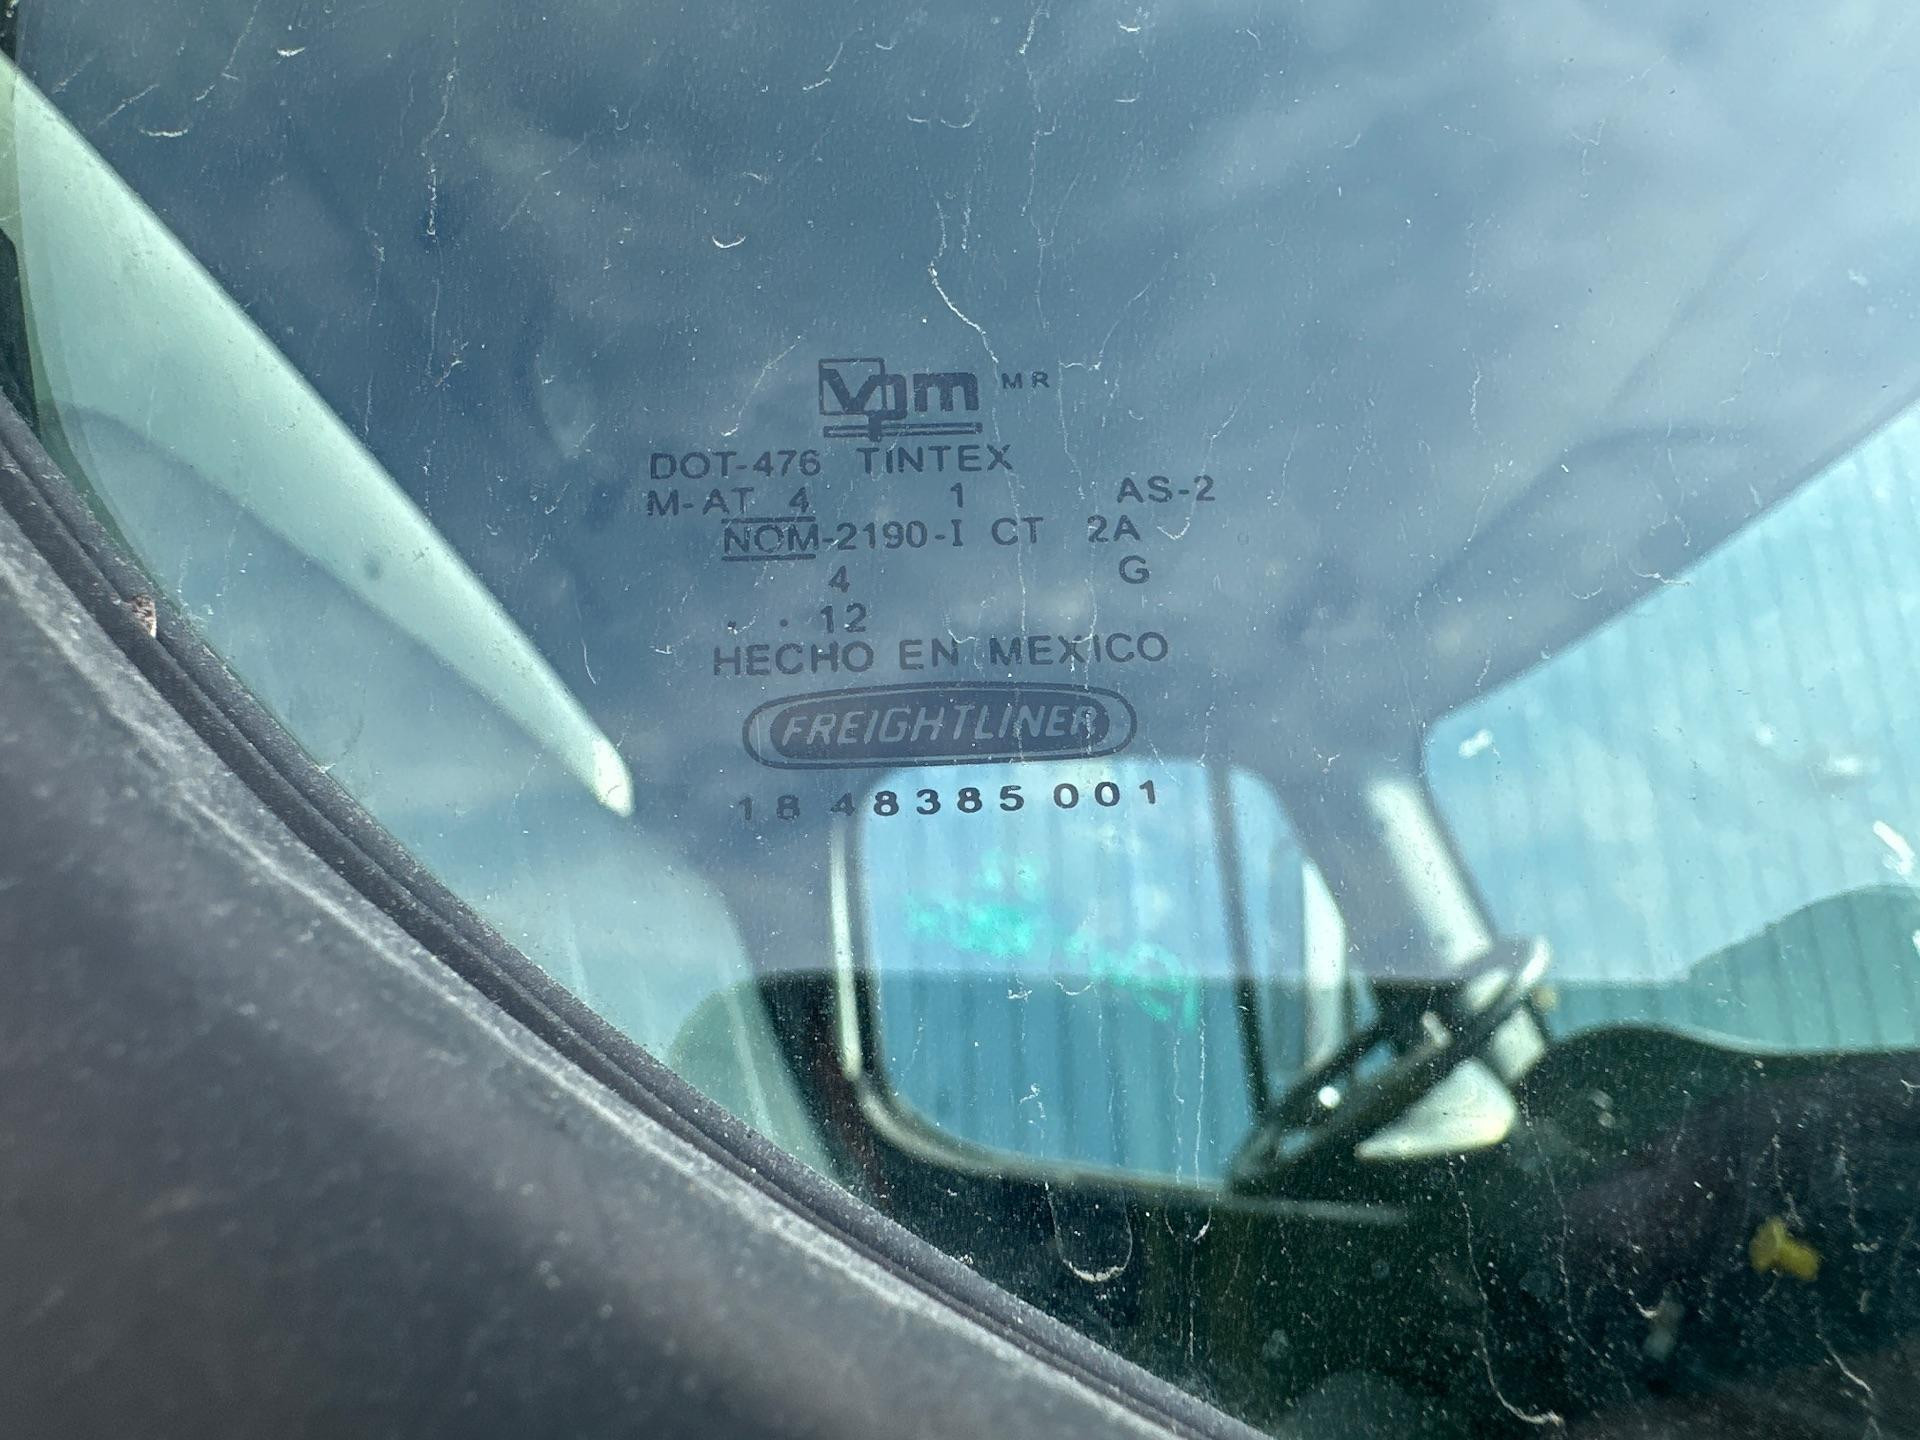 vpm MR
DOT-476 TINTEX
M-AT 4 1 AS-2
NOM-2190-I CT 2A
4 G
. . 12
HECHO EN MEXICO
FREIGHTLINER
18 48385 001